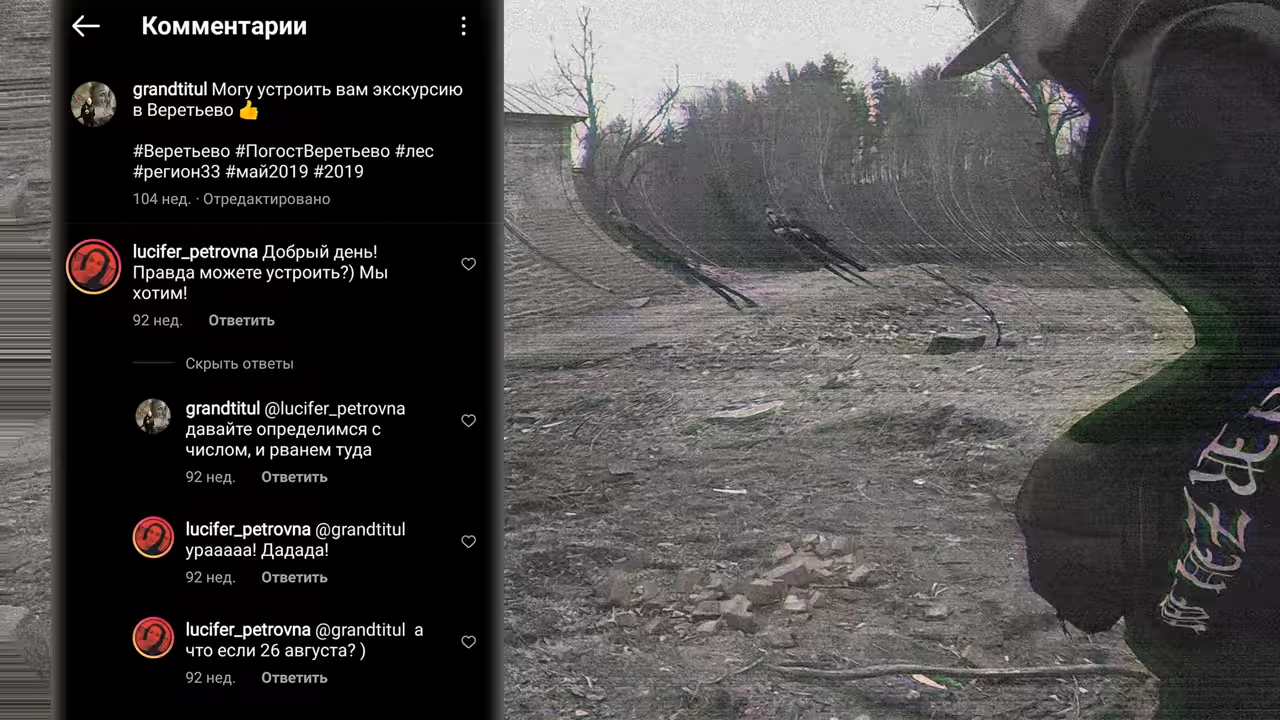 Комментарии
grandtitul Могу устроить вам экскурсию
в Веретьево 👍
#Веретьево #ПогостВеретьево #лес
#регион33 #май2019 #2019
104 нед. · Отредактировано
lucifer_petrovna Добрый день!
Правда можете устроить?) Мы
хотим!
92 нед. Ответить
Скрыть ответы
grandtitul @lucifer_petrovna
давайте определимся с
числом, и рванем туда
92 нед. Ответить
lucifer_petrovna @grandtitul
урааааа! Дадада!
92 нед. Ответить
lucifer_petrovna @grandtitul а
что если 26 августа? )
92 нед. Ответить